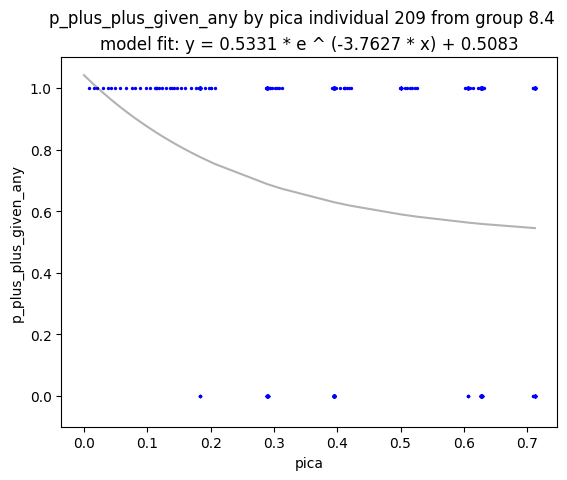 p_plus_plus_given_any by pica individual 209 from group 8.4
model fit: y = 0.5331 * e ^ (-3.7627 * x) + 0.5083
p_plus_plus_given_any
1.0
0.8
0.6
0.4
0.2
0.0
0.0 0.1 0.2 0.3 0.4 0.5 0.6 0.7
pica